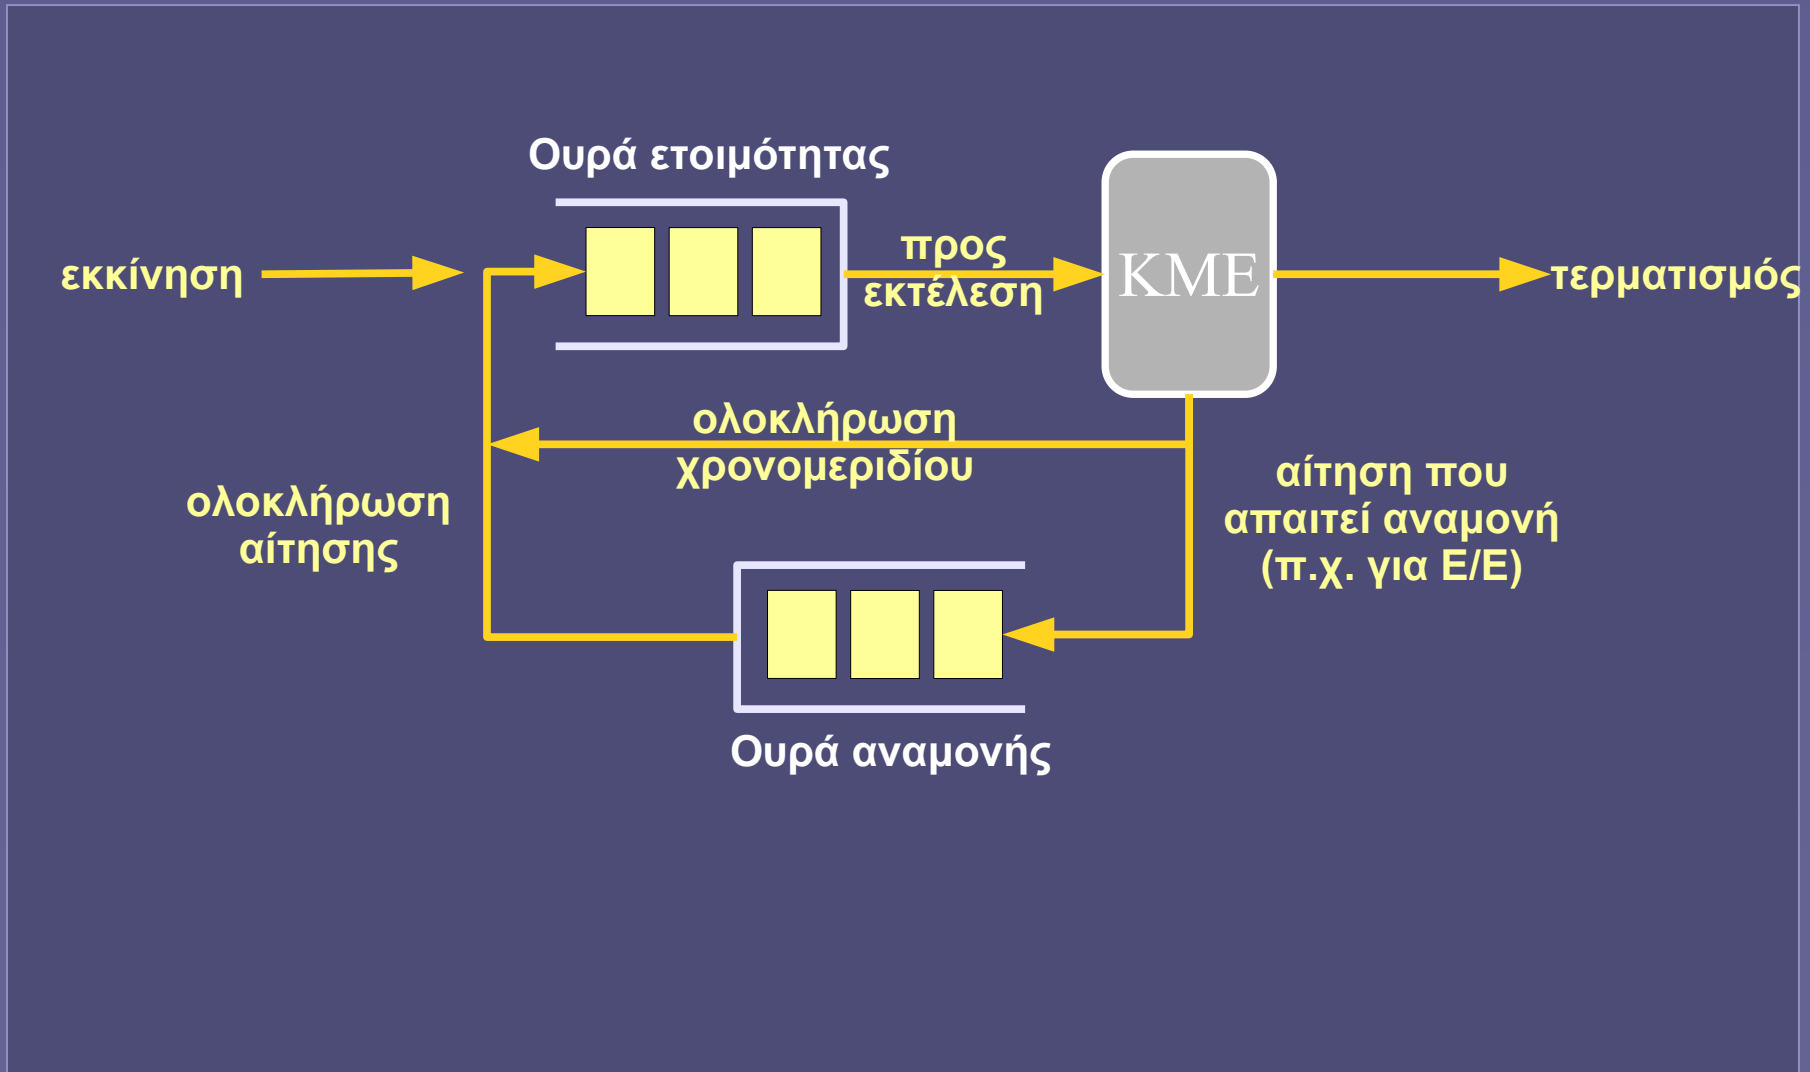 Ουρά ετοιμότητας
εκκίνηση
προς
εκτέλεση
ΚΜΕ
τερματισμός
ολοκλήρωση
χρονομεριδίου
ολοκλήρωση
αίτησης
αίτηση που
απαιτεί αναμονή
(π.χ. για Ε/Ε)
Ουρά αναμονής